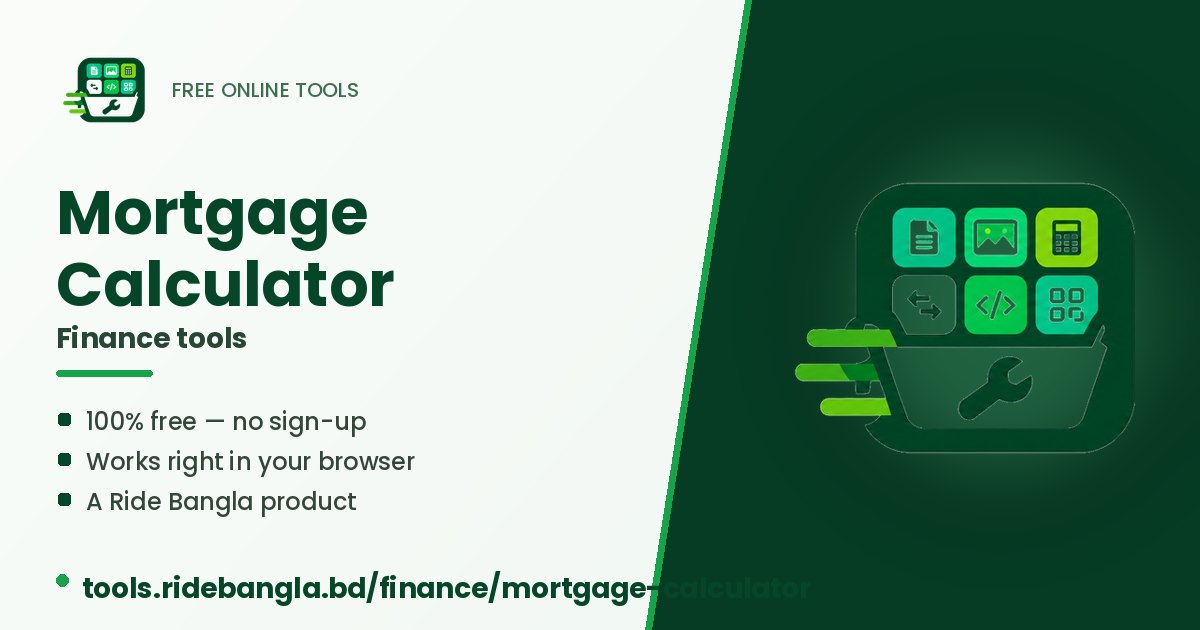 FREE ONLINE TOOLS
Mortgage
Calculator
Finance tools
100% free — no sign-up
Works right in your browser
A Ride Bangla product
tools.ridebangla.bd/finance/mortgage-calculator